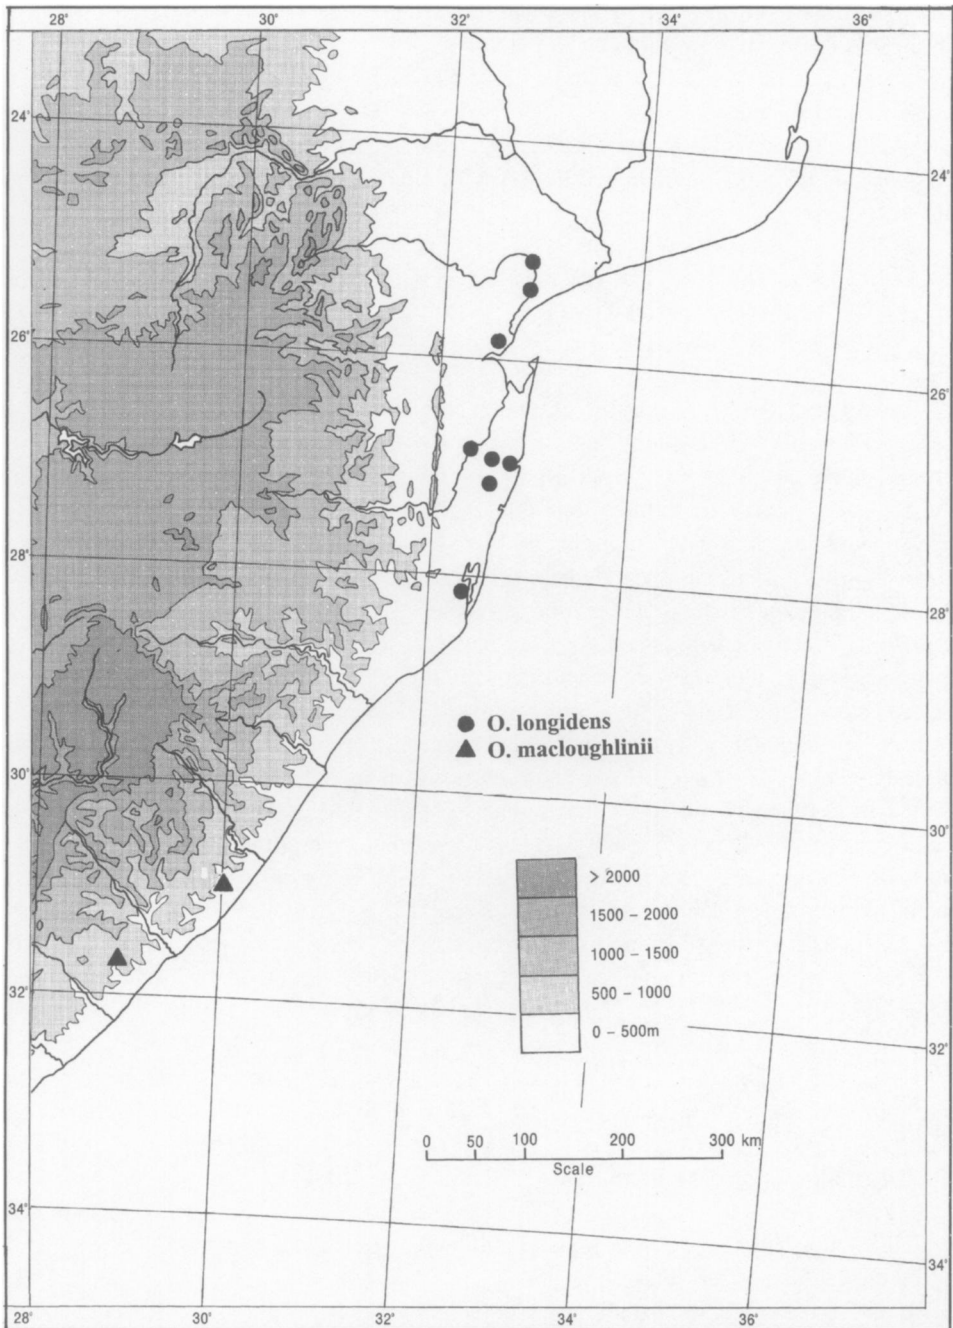 28° 30° 32° 34° 36°
24°
24°
26°
26°
28°
28°
O. longidens
O. macloughlinii
30°
30°
> 2000
1500 – 2000
1000 – 1500
500 – 1000
0 – 500m
32°
32°
0 50 100 200 300 km
Scale
34°
34°
28° 30° 32° 34° 36°